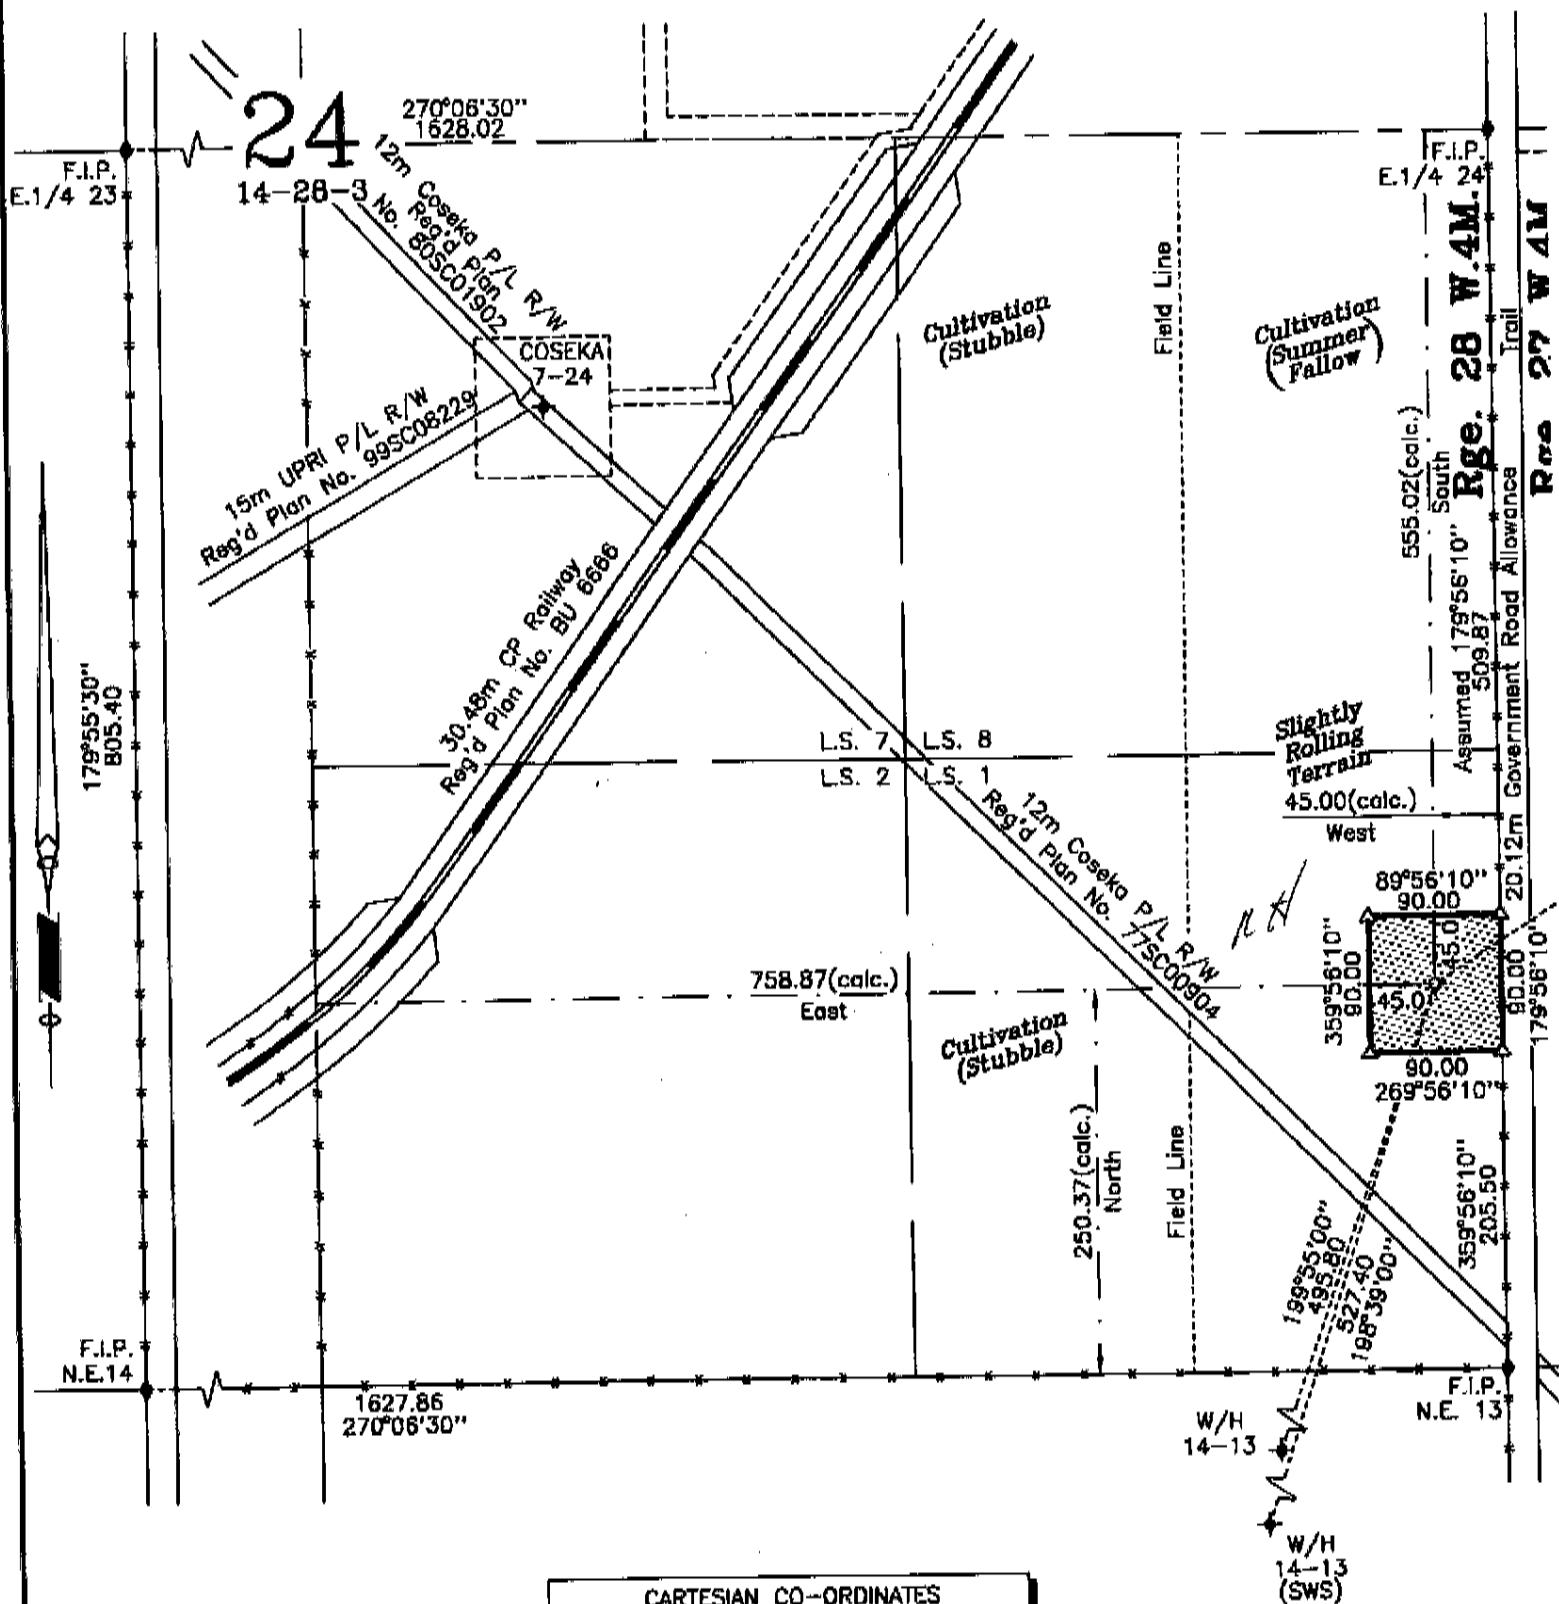 24
14-28-3
270°06'30"
1628.02
F.I.P.
E.1/4 23
12m Coseka P/L R/W
Reg'd Plan
No. 80SC01902
COSEKA
7-24
15m UPRI P/L R/W
Reg'd Plan No. 99SC08229
30.48m CP Railway
Reg'd Plan No. BU 6666
179°55'30"
805.40
Cultivation
(Stubble)
Field Line
Cultivation
(Summer
Fallow)
F.I.P.
E.1/4 24
Rge. 28 W.4M.
Rge 27 W 4M
Trail
555.02(calc.)
South
Assumed 179°56'10"
509.87
20.12m Government Road Allowance
L.S. 7
L.S. 8
L.S. 2
L.S. 1
Slightly
Rolling
Terrain
45.00(calc.)
West
12m Coseka P/L R/W
Reg'd Plan No. 77SC00904
89°56'10"
90.00
359°56'10"
90.00
45.0
45.0
90.00
179°56'10"
90.00
269°56'10"
758.87(calc.)
East
Cultivation
(Stubble)
250.37(calc.)
North
Field Line
199°55'00"
495.80
527.40
198°39'00"
359°56'10"
205.50
F.I.P.
N.E.14
1627.86
270°06'30"
F.I.P.
N.E. 13
W/H
14-13
W/H
14-13
(SWS)
CARTESIAN CO-ORDINATES